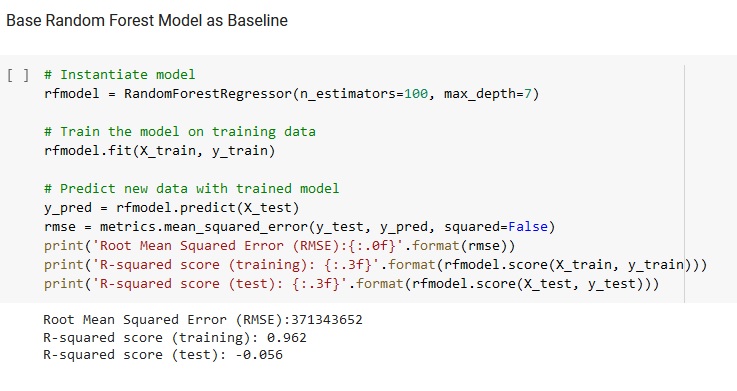 Base Random Forest Model as Baseline
[ ] # Instantiate model
rfmodel = RandomForestRegressor(n_estimators=100, max_depth=7)
# Train the model on training data
rfmodel.fit(X_train, y_train)
# Predict new data with trained model
y_pred = rfmodel.predict(X_test)
rmse = metrics.mean_squared_error(y_test, y_pred, squared=False)
print('Root Mean Squared Error (RMSE):{:.0f}'.format(rmse))
print('R-squared score (training): {:.3f}'.format(rfmodel.score(X_train, y_train)))
print('R-squared score (test): {:.3f}'.format(rfmodel.score(X_test, y_test)))
Root Mean Squared Error (RMSE):371343652
R-squared score (training): 0.962
R-squared score (test): -0.056